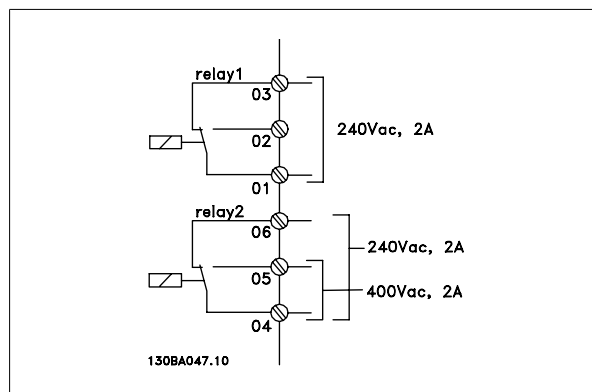 relay1
03
240Vac, 2A
02
01
relay2
06
240Vac, 2A
05
400Vac, 2A
04
130BA047.10